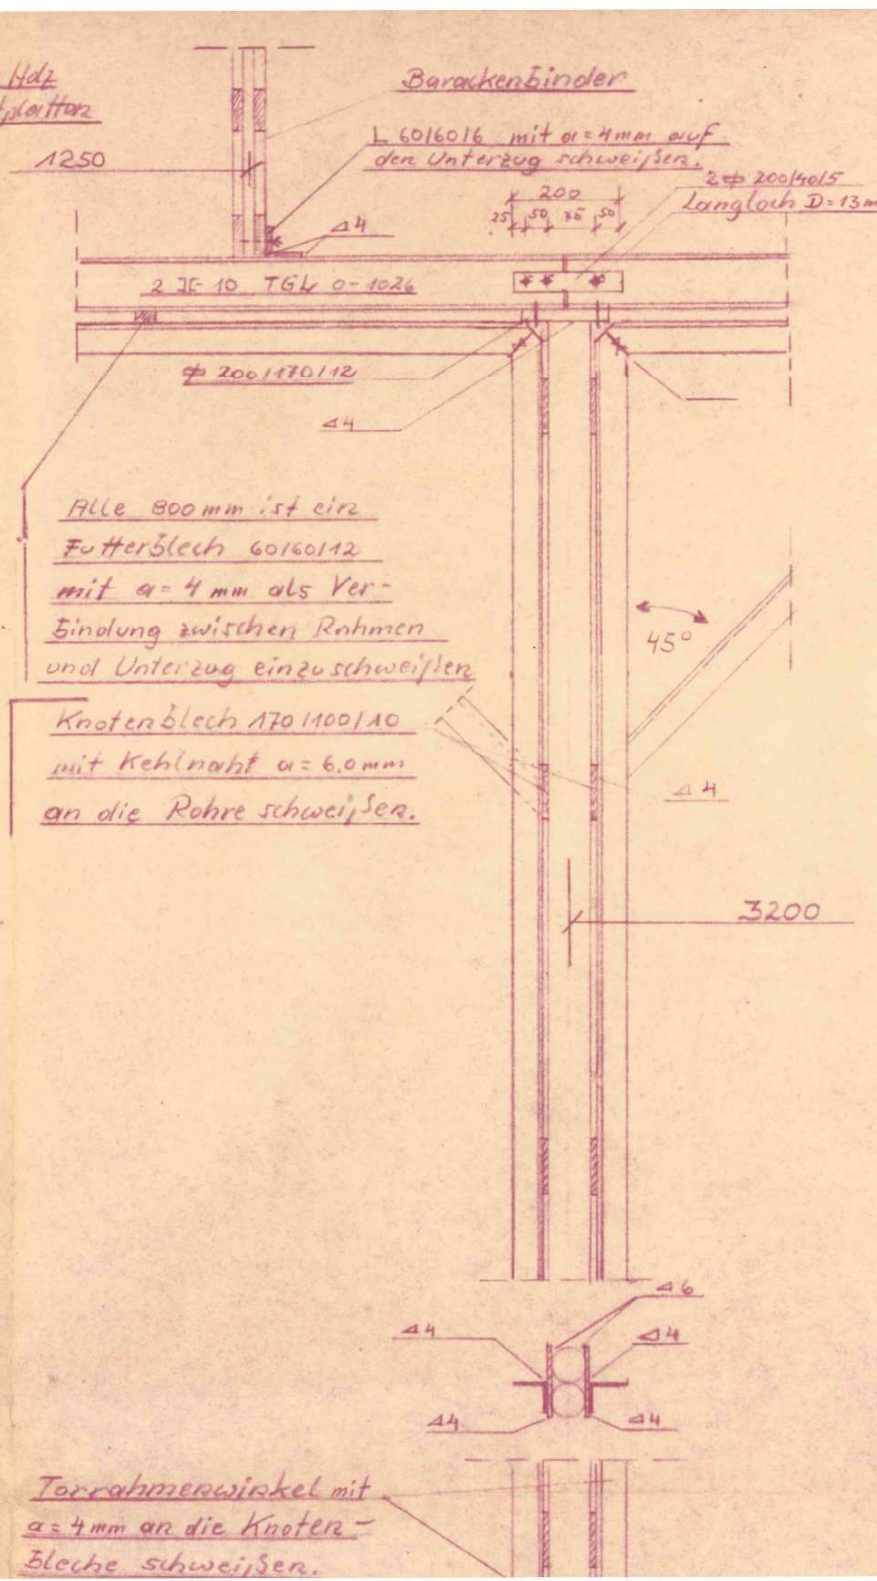 Holz
Barackenbinder
1250
L 60/60/6 mit a=4mm auf
den Unterzug schweißen.
2 ⌽ 200/40/5
Langloch D=13m
200
25 50 75 50
⊿4
2 ][-10 TGL 0-1026
⌽ 200/170/12
⊿4
Alle 800mm ist ein
Futterblech 60/60/12
mit a=4mm als Ver-
bindung zwischen Rahmen
und Unterzug einzuschweißen
45°
Knotenblech 170/100/10
mit Kehlnaht a=6,0mm
an die Rohre schweißen.
⊿4
3200
⊿6
⊿4
⊿4
⊿4
⊿4
Torrahmenwinkel mit
a=4mm an die Knoten-
bleche schweißen.